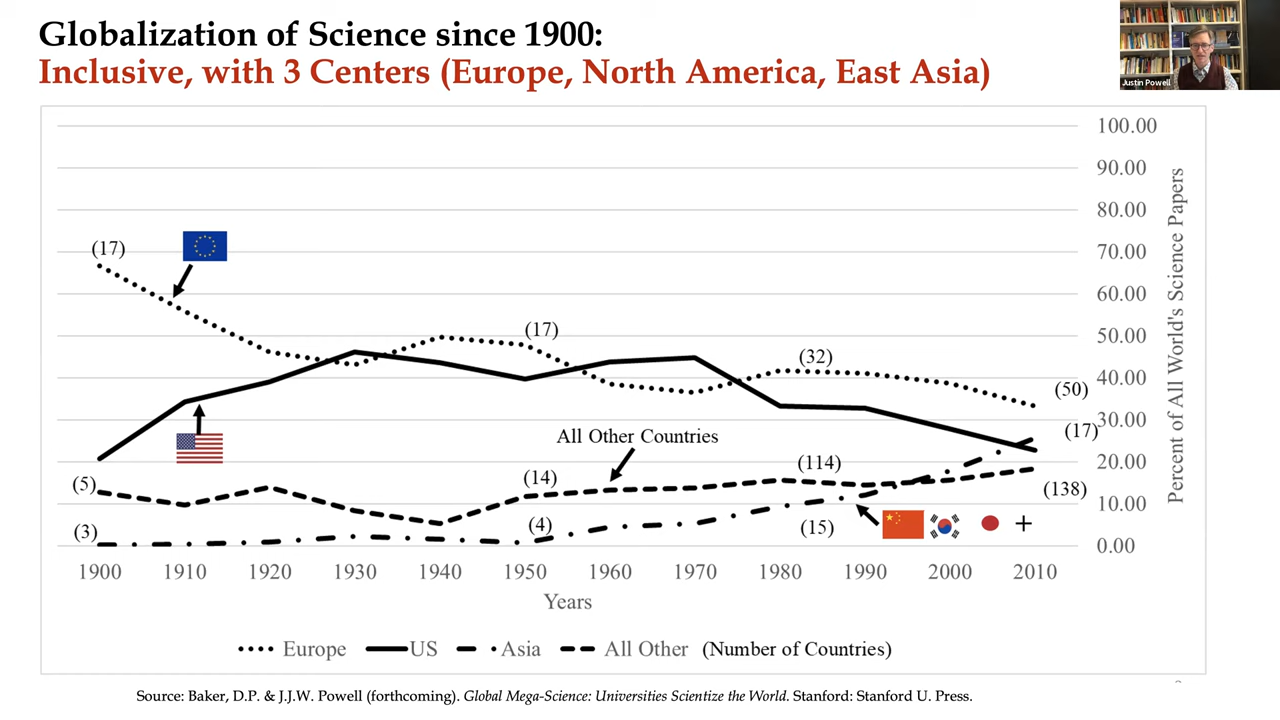 Globalization of Science since 1900:
Inclusive, with 3 Centers (Europe, North America, East Asia)
Justin Powell
100.00
90.00
80.00
70.00
60.00
50.00
40.00
30.00
20.00
10.00
0.00
Percent of All World's Science Papers
(17)
(17)
(32)
(50)
(17)
All Other Countries
(5)
(14)
(114)
(138)
(3)
(4)
(15)
+
1900 1910 1920 1930 1940 1950 1960 1970 1980 1990 2000 2010
Years
Europe US Asia All Other (Number of Countries)
Source: Baker, D.P. & J.J.W. Powell (forthcoming). Global Mega-Science: Universities Scientize the World. Stanford: Stanford U. Press.